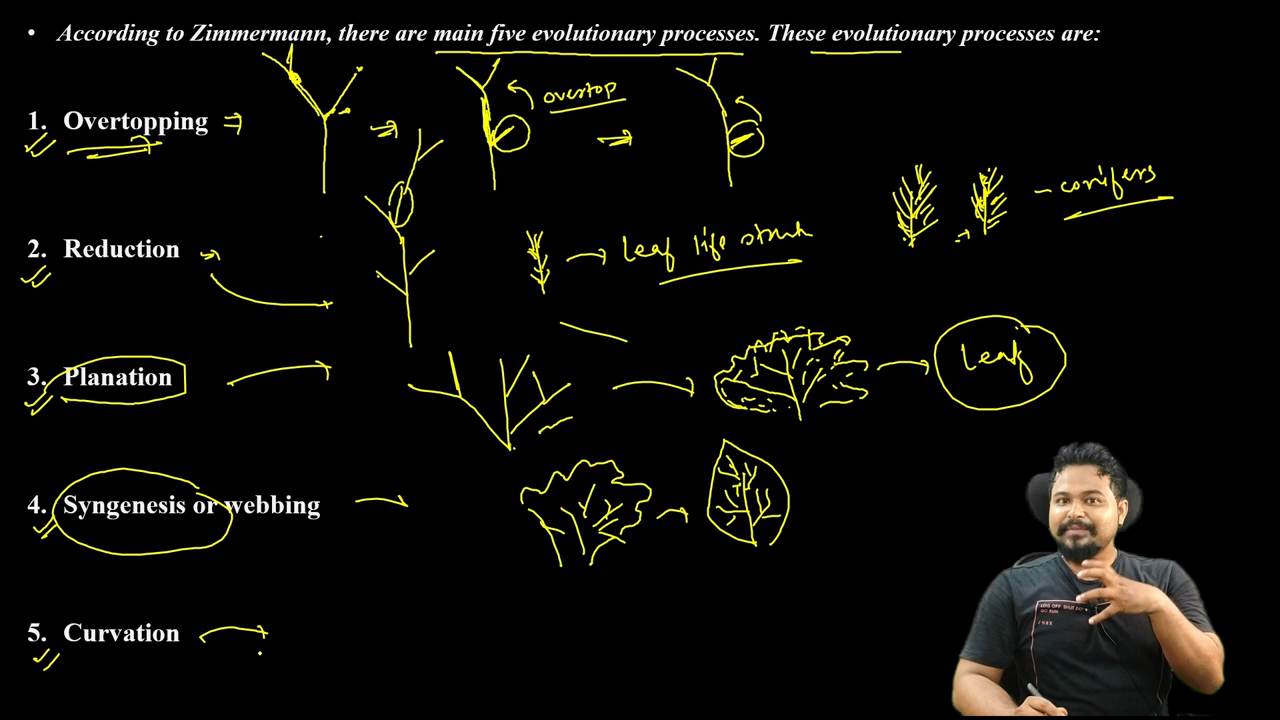 • According to Zimmermann, there are main five evolutionary processes. These evolutionary processes are:
1. Overtopping
overtop
2. Reduction
Leaf life struct
conifers
3. Planation
Leaf
4. Syngenesis or webbing
5. Curvation